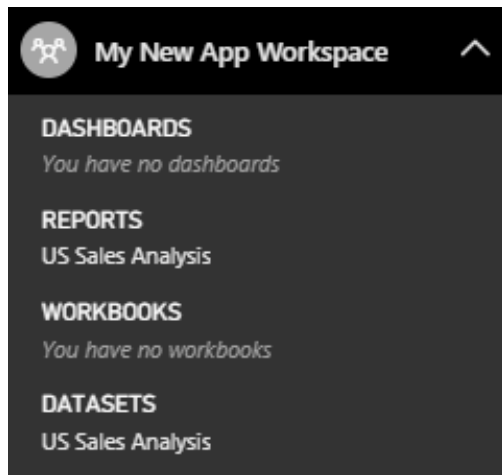 My New App Workspace
DASHBOARDS
You have no dashboards
REPORTS
US Sales Analysis
WORKBOOKS
You have no workbooks
DATASETS
US Sales Analysis